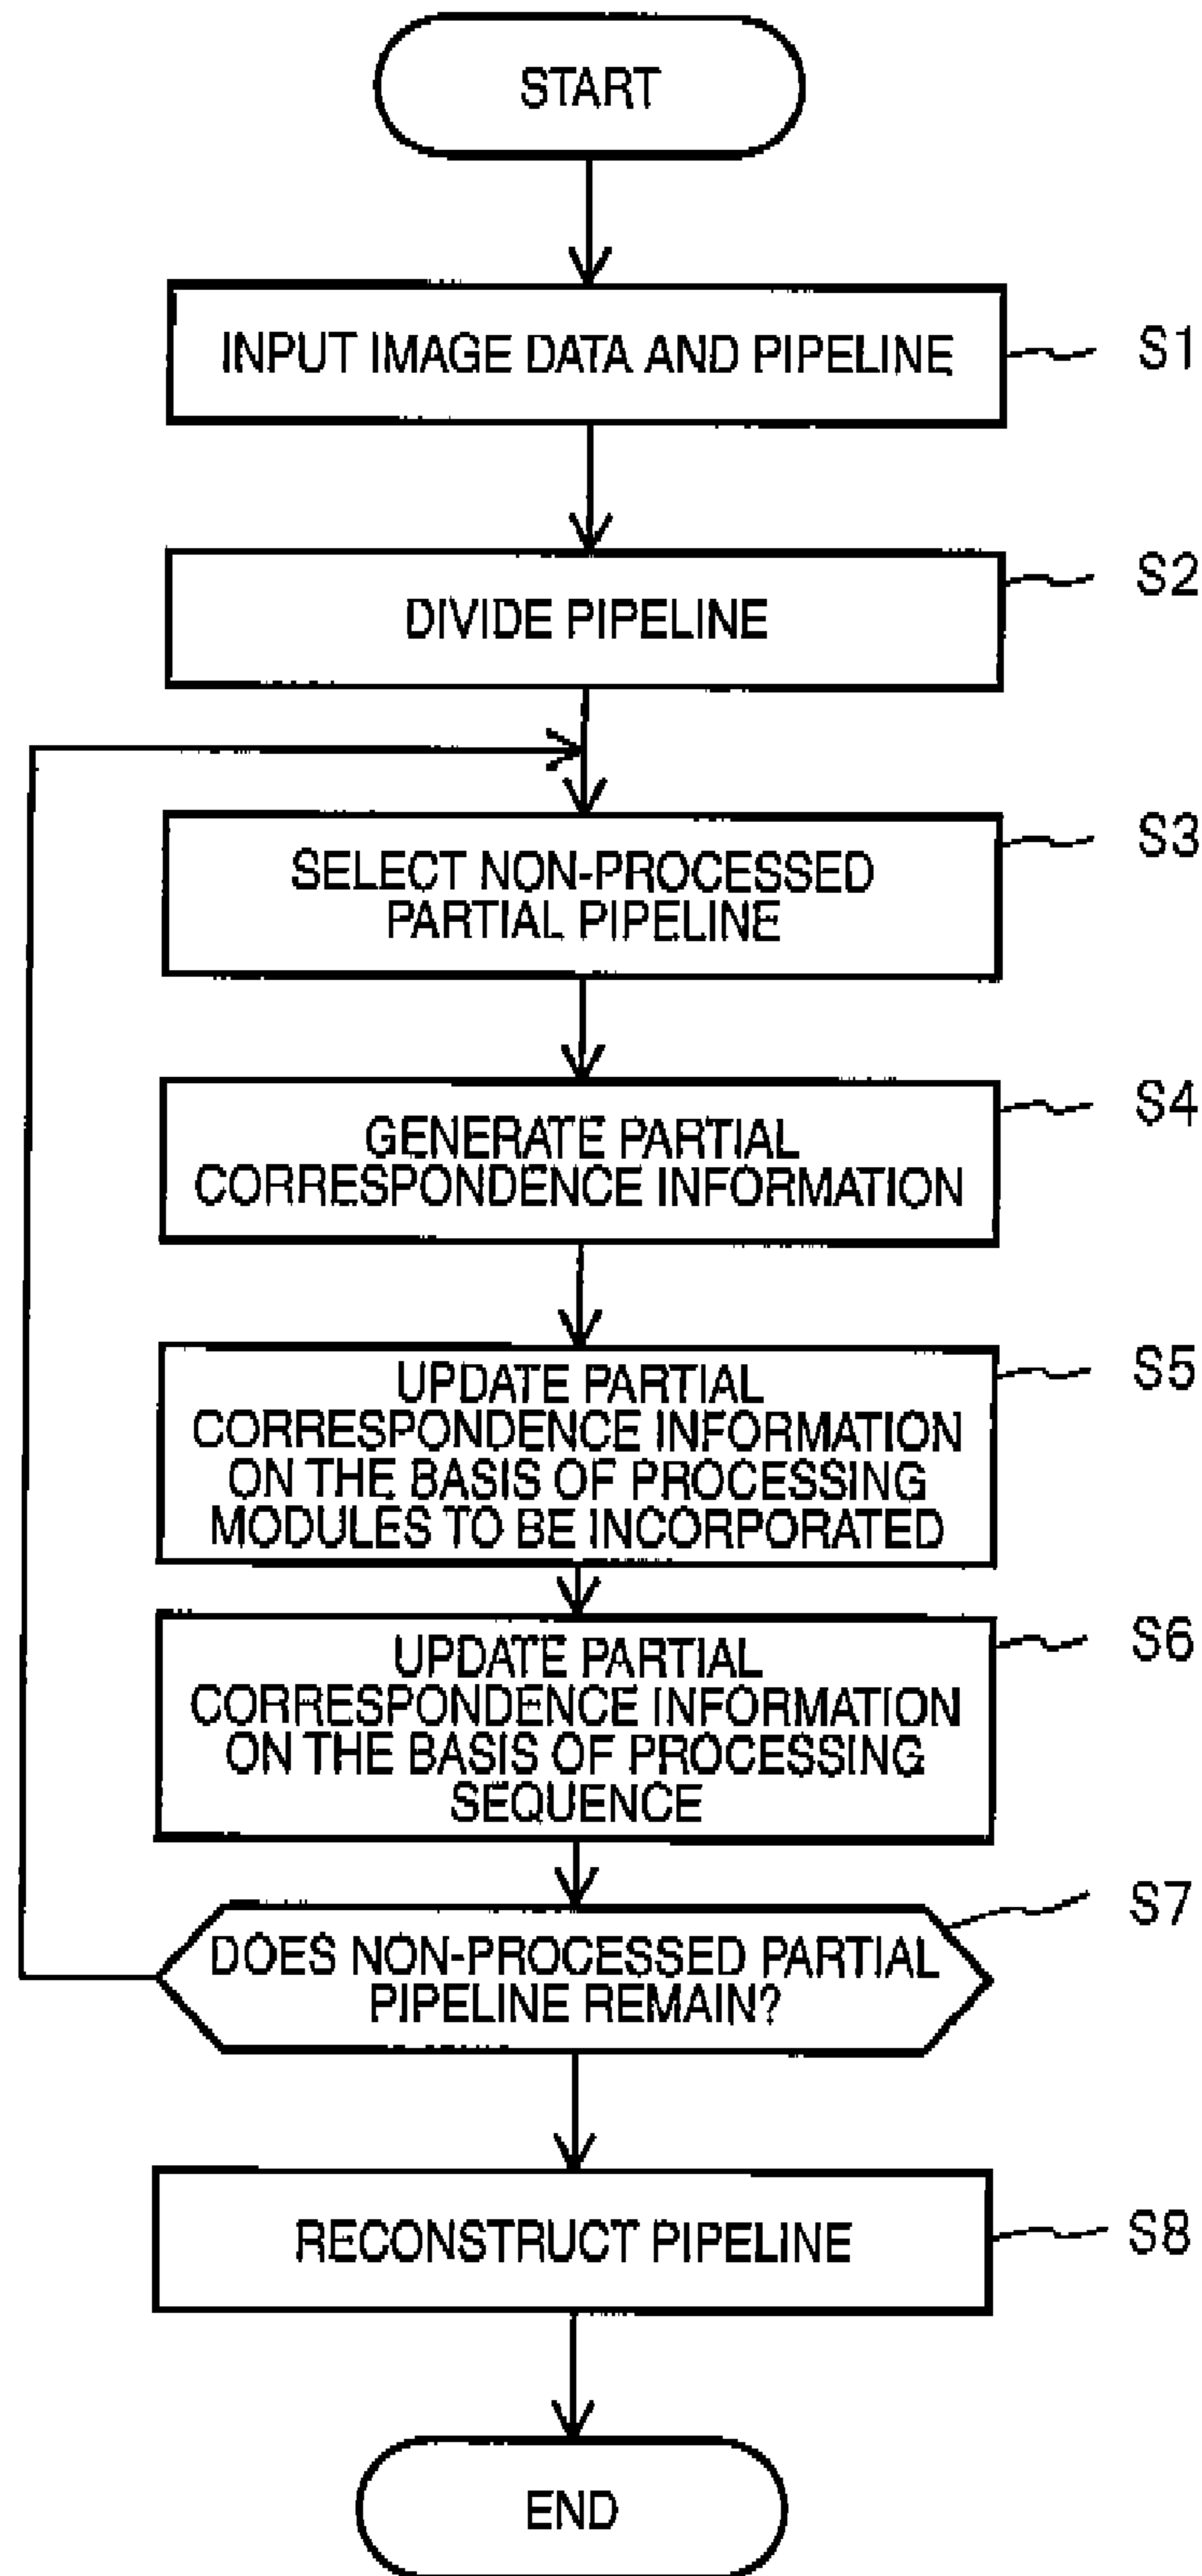 START
INPUT IMAGE DATA AND PIPELINE
S1
DIVIDE PIPELINE
S2
SELECT NON-PROCESSED
PARTIAL PIPELINE
S3
GENERATE PARTIAL
CORRESPONDENCE INFORMATION
S4
UPDATE PARTIAL
CORRESPONDENCE INFORMATION
ON THE BASIS OF PROCESSING
MODULES TO BE INCORPORATED
S5
UPDATE PARTIAL
CORRESPONDENCE INFORMATION
ON THE BASIS OF PROCESSING
SEQUENCE
S6
DOES NON-PROCESSED PARTIAL
PIPELINE REMAIN?
S7
RECONSTRUCT PIPELINE
S8
END